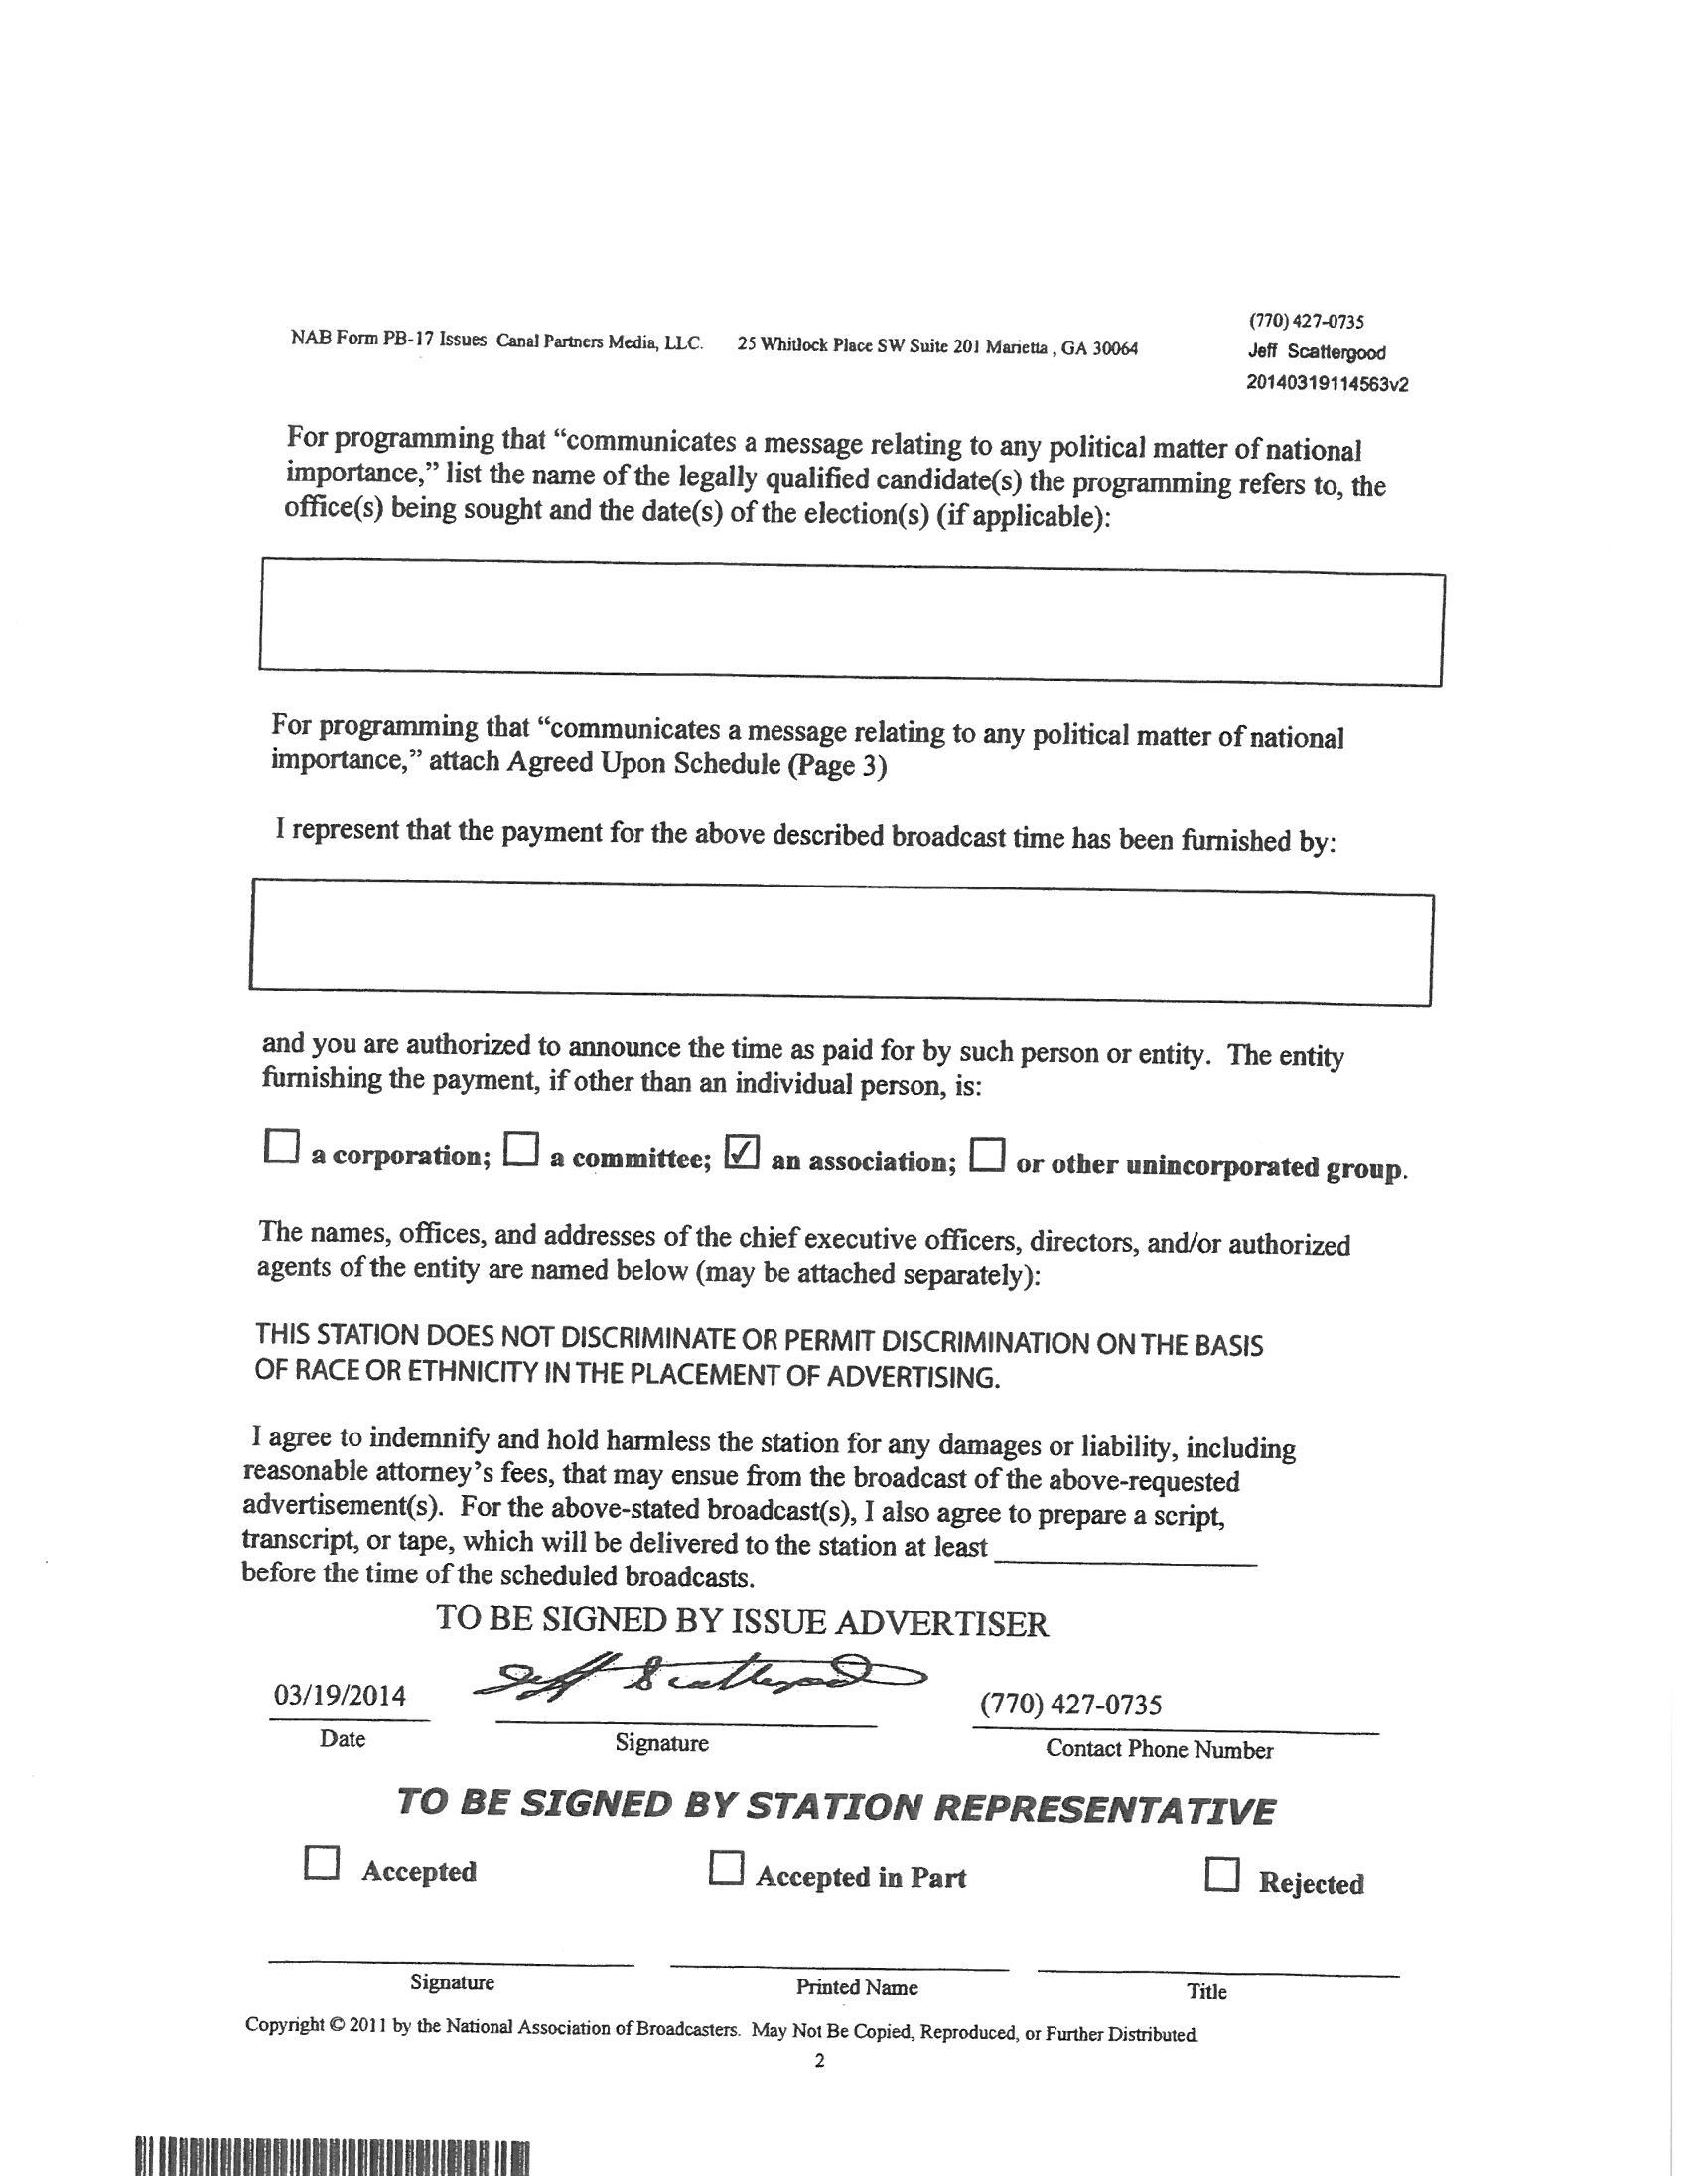 NAB Form PB-17 Issues Canal Partners Media, LLC. 25 Whitlock Place SW Suite 201 Marietta , GA 30064
(770) 427-0735
Jeff Scattergood
20140319114563v2
For programming that “communicates a message relating to any political matter of national
importance,” list the name of the legally qualified candidate(s) the programming refers to, the
office(s) being sought and the date(s) of the election(s) (if applicable):
For programming that “communicates a message relating to any political matter of national
importance,” attach Agreed Upon Schedule (Page 3)
I represent that the payment for the above described broadcast time has been furnished by:
and you are authorized to announce the time as paid for by such person or entity. The entity
furnishing the payment, if other than an individual person, is:
☐ a corporation; ☐ a committee; ☑ an association; ☐ or other unincorporated group.
The names, offices, and addresses of the chief executive officers, directors, and/or authorized
agents of the entity are named below (may be attached separately):
THIS STATION DOES NOT DISCRIMINATE OR PERMIT DISCRIMINATION ON THE BASIS
OF RACE OR ETHNICITY IN THE PLACEMENT OF ADVERTISING.
I agree to indemnify and hold harmless the station for any damages or liability, including
reasonable attorney’s fees, that may ensue from the broadcast of the above-requested
advertisement(s). For the above-stated broadcast(s), I also agree to prepare a script,
transcript, or tape, which will be delivered to the station at least
before the time of the scheduled broadcasts.
TO BE SIGNED BY ISSUE ADVERTISER
03/19/2014 Jeff Scattergood (770) 427-0735
Date Signature Contact Phone Number
TO BE SIGNED BY STATION REPRESENTATIVE
☐ Accepted ☐ Accepted in Part ☐ Rejected
Signature Printed Name Title
Copyright © 2011 by the National Association of Broadcasters. May Not Be Copied, Reproduced, or Further Distributed
2